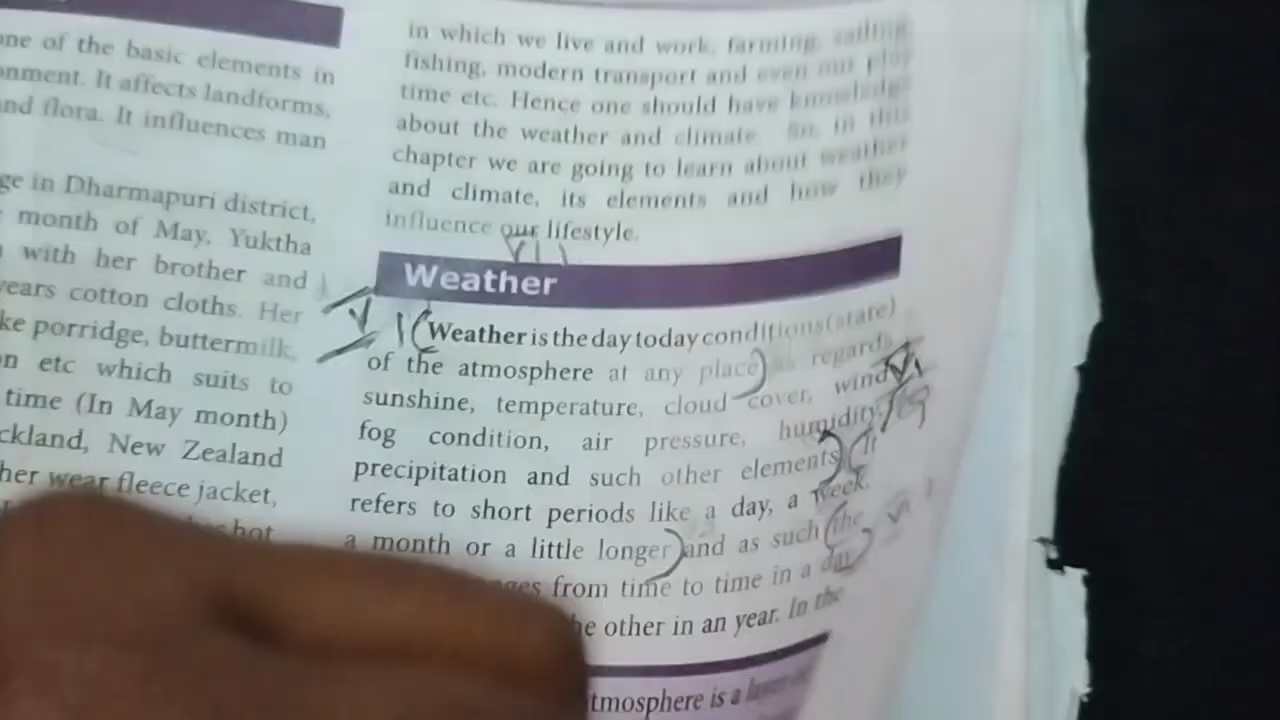 one of the basic elements in
onment. It affects landforms,
and flora. It influences man
ge in Dharmapuri district,
month of May, Yuktha
with her brother and
years cotton cloths. Her
ke porridge, buttermilk,
on etc which suits to
time (In May month)
ckland, New Zealand
her wear fleece jacket,
hot
in which we live and work, farming, sailing,
fishing, modern transport and even our play
time etc. Hence one should have knowledge
about the weather and climate. So, in this
chapter we are going to learn about weather
and climate, its elements and how they
influence our lifestyle.
Weather
Weather is the day today conditions (state)
of the atmosphere at any place as regards
sunshine, temperature, cloud cover, wind,
fog condition, air pressure, humidity,
precipitation and such other elements. It
refers to short periods like a day, a week,
a month or a little longer and as such the
ges from time to time in a day
he other in an year. In the
tmosphere is a layer of